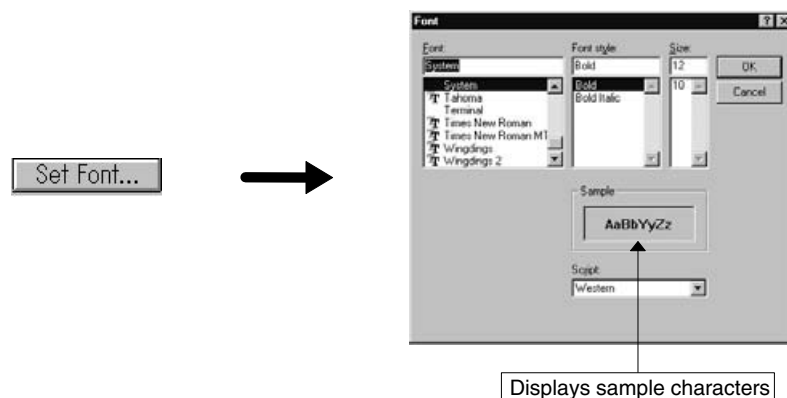 Font
Font:
Font style:
Size:
System
Bold
12
OK
System
Tahoma
Terminal
Times New Roman
Times New Roman MT
Wingdings
Wingdings 2
Bold
Bold Italic
10
Cancel
Set Font...
Sample
AaBbYyZz
Script:
Western
Displays sample characters